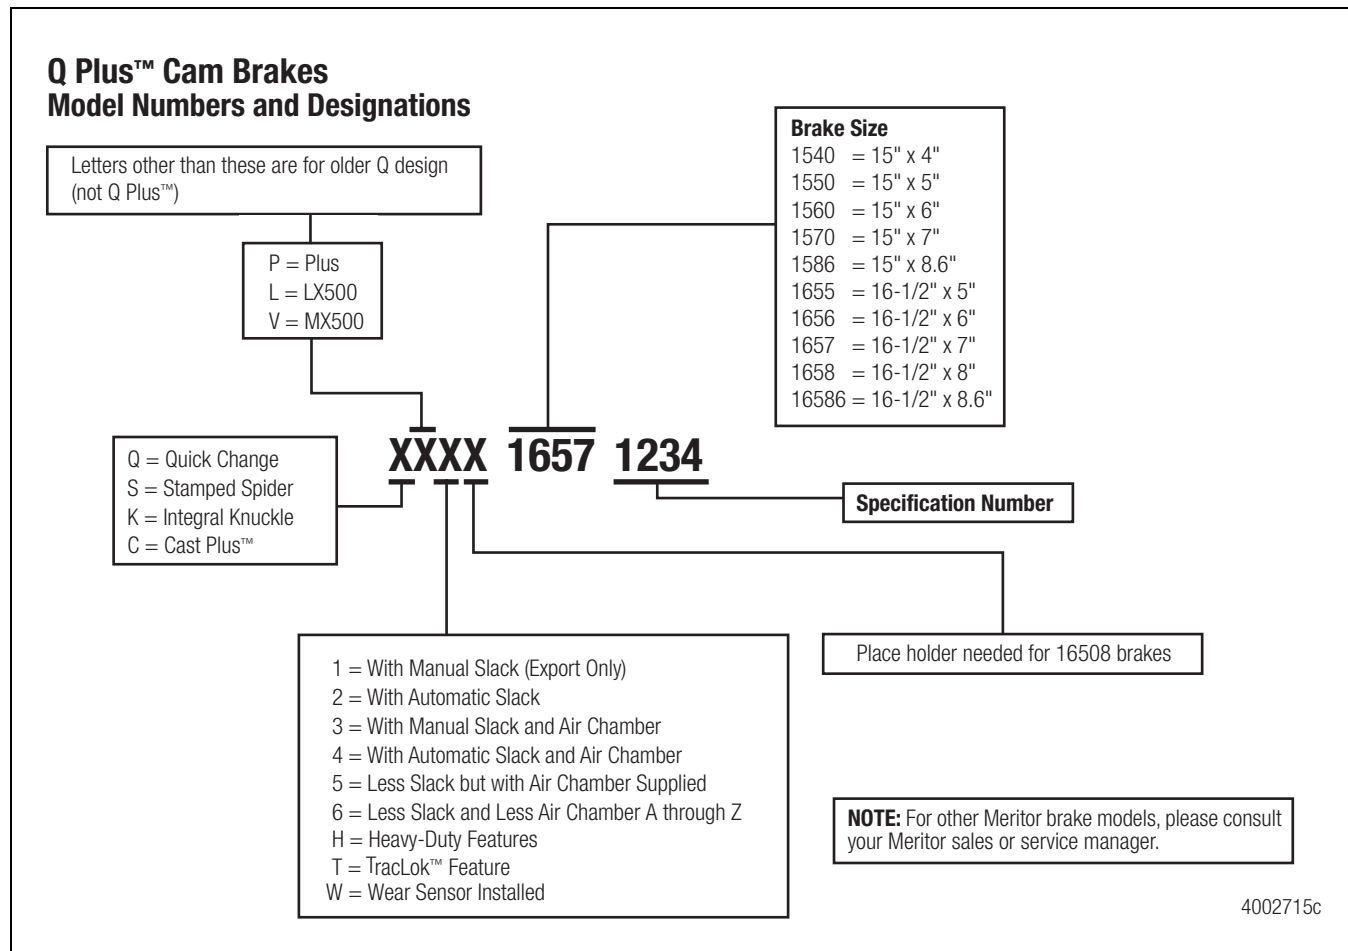 Q Plus™ Cam Brakes
Model Numbers and Designations
Letters other than these are for older Q design
(not Q Plus™)
P = Plus
L = LX500
V = MX500
Brake Size
1540 = 15" x 4"
1550 = 15" x 5"
1560 = 15" x 6"
1570 = 15" x 7"
1586 = 15" x 8.6"
1655 = 16-1/2" x 5"
1656 = 16-1/2" x 6"
1657 = 16-1/2" x 7"
1658 = 16-1/2" x 8"
16586 = 16-1/2" x 8.6"
XXXX 1657 1234
Q = Quick Change
S = Stamped Spider
K = Integral Knuckle
C = Cast Plus™
Specification Number
1 = With Manual Slack (Export Only)
2 = With Automatic Slack
3 = With Manual Slack and Air Chamber
4 = With Automatic Slack and Air Chamber
5 = Less Slack but with Air Chamber Supplied
6 = Less Slack and Less Air Chamber A through Z
H = Heavy-Duty Features
T = TracLok™ Feature
W = Wear Sensor Installed
Place holder needed for 16508 brakes
NOTE: For other Meritor brake models, please consult
your Meritor sales or service manager.
4002715c